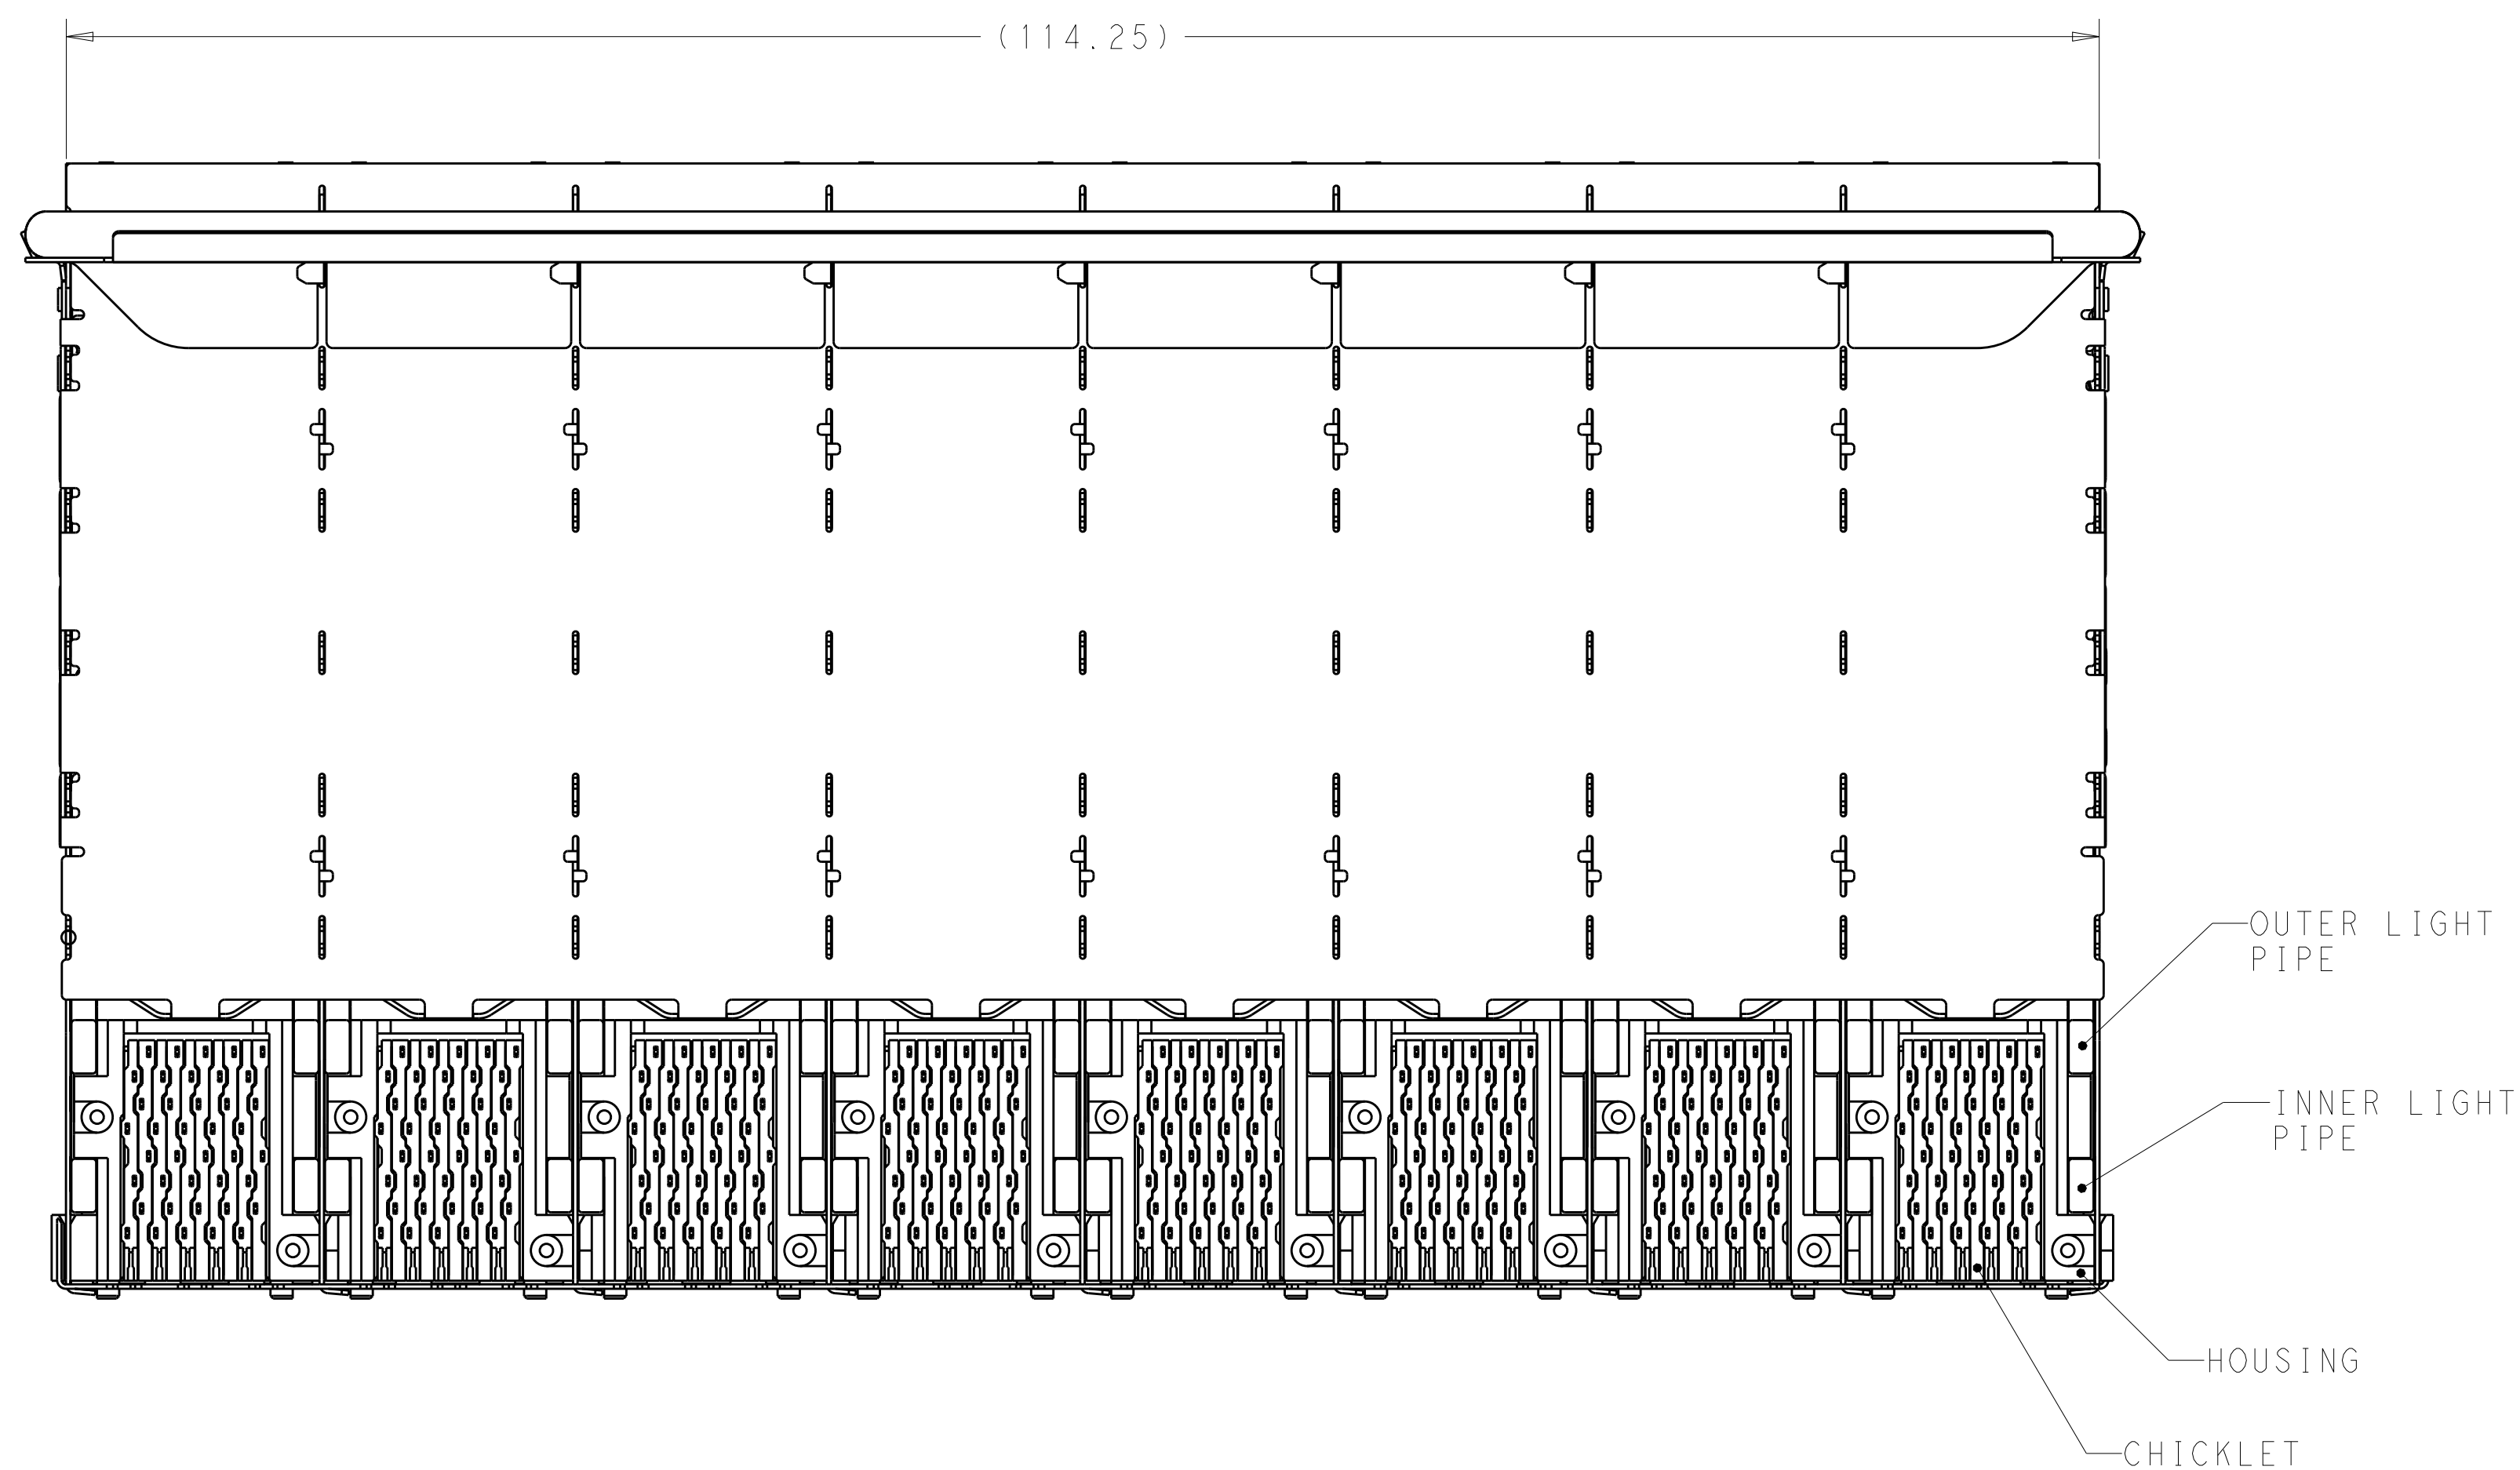 (114.25)
OUTER LIGHT
PIPE
INNER LIGHT
PIPE
HOUSING
CHICKLET